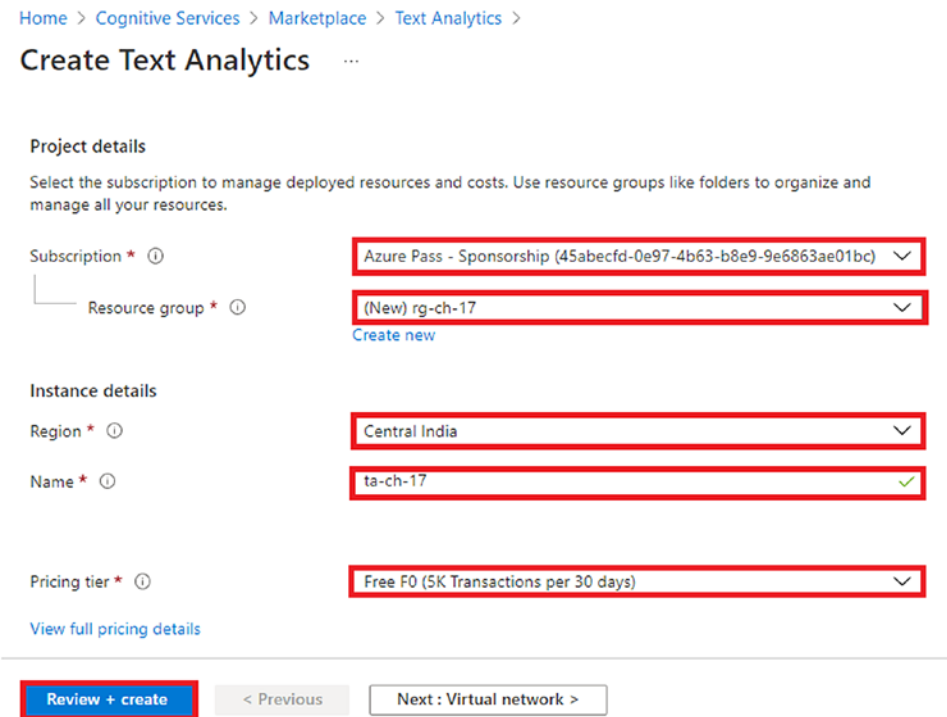 Home > Cognitive Services > Marketplace > Text Analytics >
Create Text Analytics ...
Project details
Select the subscription to manage deployed resources and costs. Use resource groups like folders to organize and
manage all your resources.
Subscription * Azure Pass - Sponsorship (45abecfd-0e97-4b63-b8e9-9e6863ae01bc)
Resource group * (New) rg-ch-17
Create new
Instance details
Region * Central India
Name * ta-ch-17
Pricing tier * Free F0 (5K Transactions per 30 days)
View full pricing details
Review + create < Previous Next : Virtual network >